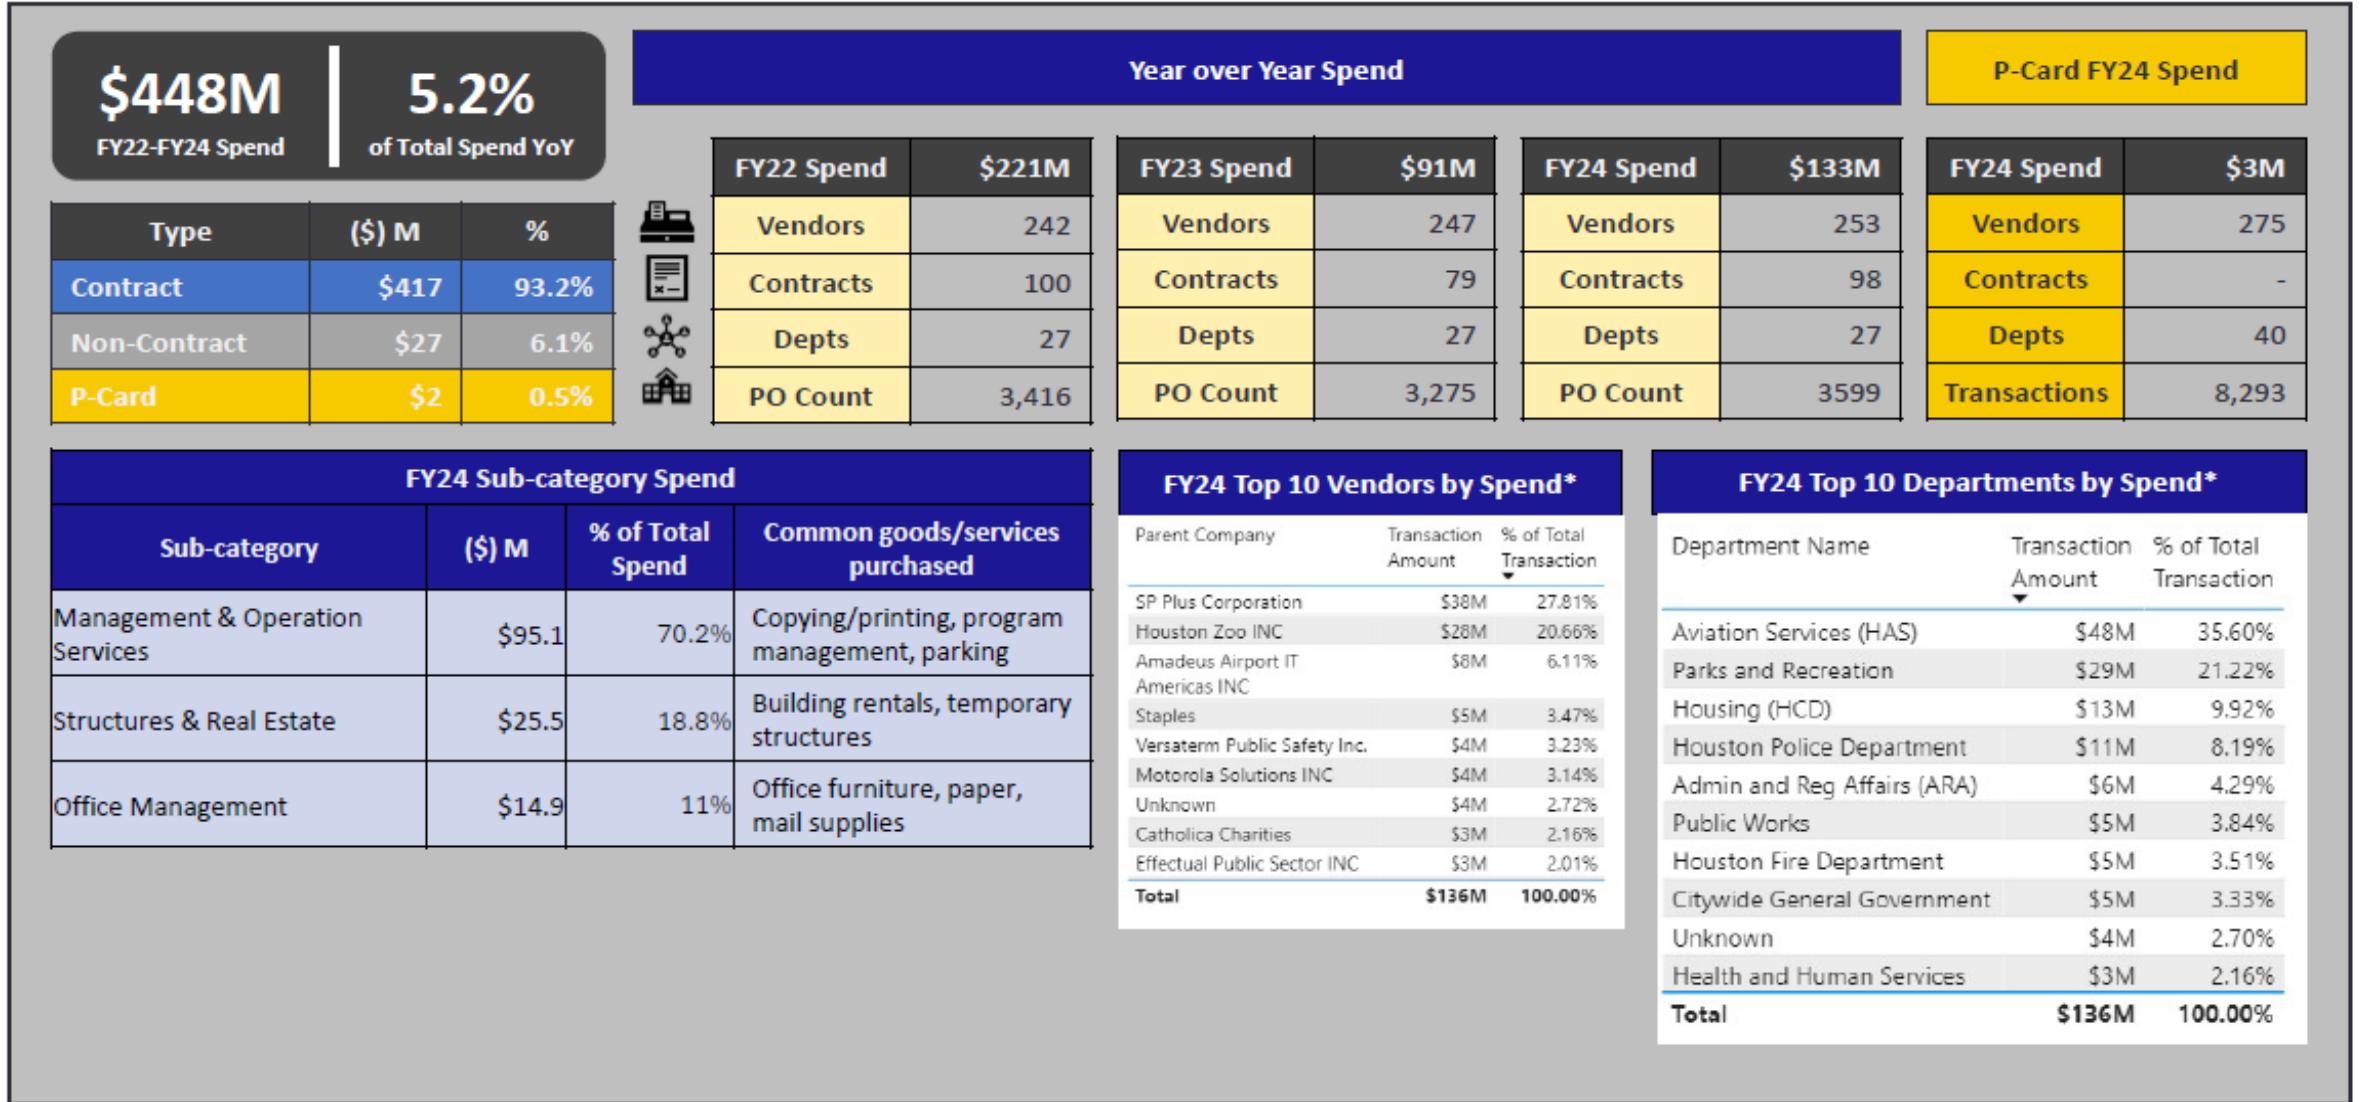 $448M
FY22-FY24 Spend
5.2%
of Total Spend YoY
Year over Year Spend
P-Card FY24 Spend
Type ($) M %
Contract $417 93.2%
Non-Contract $27 6.1%
P-Card $2 0.5%
FY22 Spend $221M
Vendors 242
Contracts 100
Depts 27
PO Count 3,416
FY23 Spend $91M
Vendors 247
Contracts 79
Depts 27
PO Count 3,275
FY24 Spend $133M
Vendors 253
Contracts 98
Depts 27
PO Count 3599
FY24 Spend $3M
Vendors 275
Contracts -
Depts 40
Transactions 8,293
FY24 Sub-category Spend
Sub-category ($) M % of Total Spend Common goods/services purchased
Management & Operation Services $95.1 70.2% Copying/printing, program management, parking
Structures & Real Estate $25.5 18.8% Building rentals, temporary structures
Office Management $14.9 11% Office furniture, paper, mail supplies
FY24 Top 10 Vendors by Spend*
Parent Company Transaction Amount % of Total Transaction
SP Plus Corporation $38M 27.81%
Houston Zoo INC $28M 20.66%
Amadeus Airport IT Americas INC $8M 6.11%
Staples $5M 3.47%
Versaterm Public Safety Inc. $4M 3.23%
Motorola Solutions INC $4M 3.14%
Unknown $4M 2.72%
Catholica Charities $3M 2.16%
Effectual Public Sector INC $3M 2.01%
Total $136M 100.00%
FY24 Top 10 Departments by Spend*
Department Name Transaction Amount % of Total Transaction
Aviation Services (HAS) $48M 35.60%
Parks and Recreation $29M 21.22%
Housing (HCD) $13M 9.92%
Houston Police Department $11M 8.19%
Admin and Reg Affairs (ARA) $6M 4.29%
Public Works $5M 3.84%
Houston Fire Department $5M 3.51%
Citywide General Government $5M 3.33%
Unknown $4M 2.70%
Health and Human Services $3M 2.16%
Total $136M 100.00%